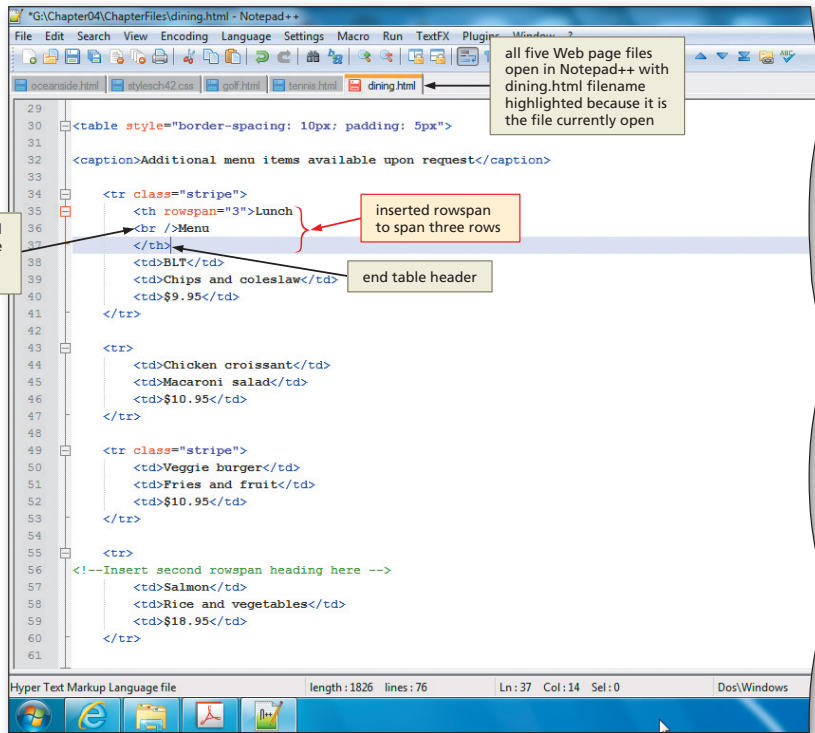 *G:\Chapter04\ChapterFiles\dining.html - Notepad++
File Edit Search View Encoding Language Settings Macro Run TextFX Plugins Window ?
all five Web page files
open in Notepad++ with
dining.html filename
highlighted because it is
the file currently open
oceanside.html stylesch42.css golf.html tennis.html dining.html
29
30 <table style="border-spacing: 10px; padding: 5px">
31
32 <caption>Additional menu items available upon request</caption>
33
34 <tr class="stripe">
35 <th rowspan="3">Lunch
36 <br />Menu
37 </th>
38 <td>BLT</td>
39 <td>Chips and coleslaw</td>
40 <td>$9.95</td>
41 </tr>
42
43 <tr>
44 <td>Chicken croissant</td>
45 <td>Macaroni salad</td>
46 <td>$10.95</td>
47 </tr>
48
49 <tr class="stripe">
50 <td>Veggie burger</td>
51 <td>Fries and fruit</td>
52 <td>$10.95</td>
53 </tr>
54
55 <tr>
56 <!--Insert second rowspan heading here -->
57 <td>Salmon</td>
58 <td>Rice and vegetables</td>
59 <td>$18.95</td>
60 </tr>
61
inserted rowspan
to span three rows
end table header
Hyper Text Markup Language file length : 1826 lines : 76 Ln : 37 Col : 14 Sel : 0 Dos\Windows